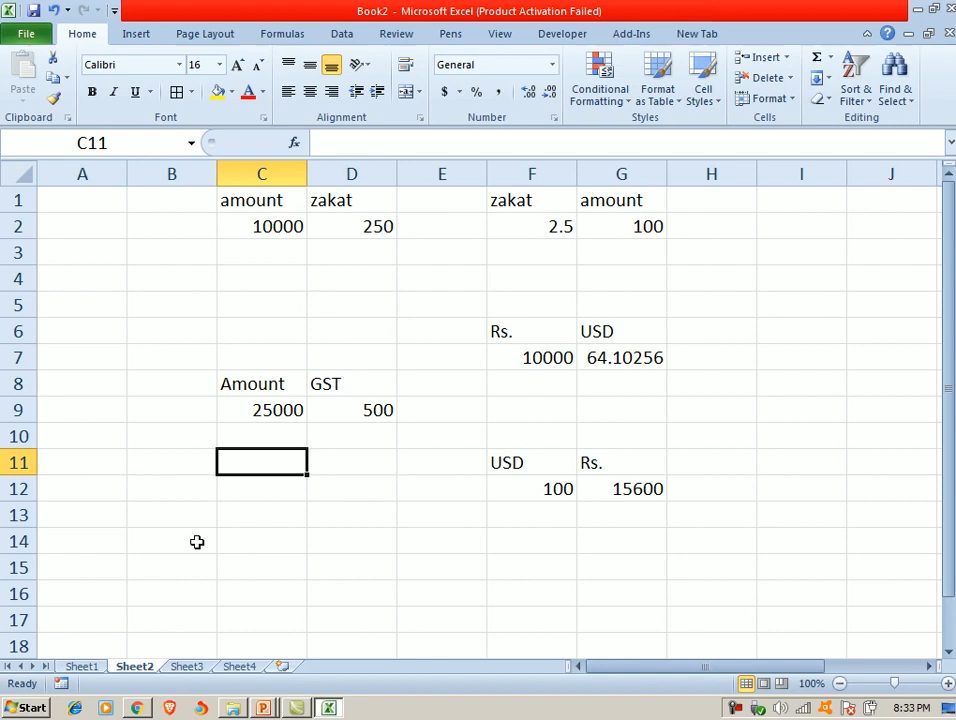 Book2 - Microsoft Excel (Product Activation Failed)
File Home Insert Page Layout Formulas Data Review Pens View Developer Add-Ins New Tab
Calibri 16 General
Paste
B I U
$ % ,
Conditional Formatting
Format as Table
Cell Styles
Insert
Delete
Format
Sort & Filter
Find & Select
Clipboard Font Alignment Number Styles Cells Editing
C11 fx
A B C D E F G H I J
1 amount zakat zakat amount
2 10000 250 2.5 100
3
4
5
6 Rs. USD
7 10000 64.10256
8 Amount GST
9 25000 500
10
11 USD Rs.
12 100 15600
13
14
15
16
17
18
Sheet1 Sheet2 Sheet3 Sheet4
Ready 100%
Start 8:33 PM